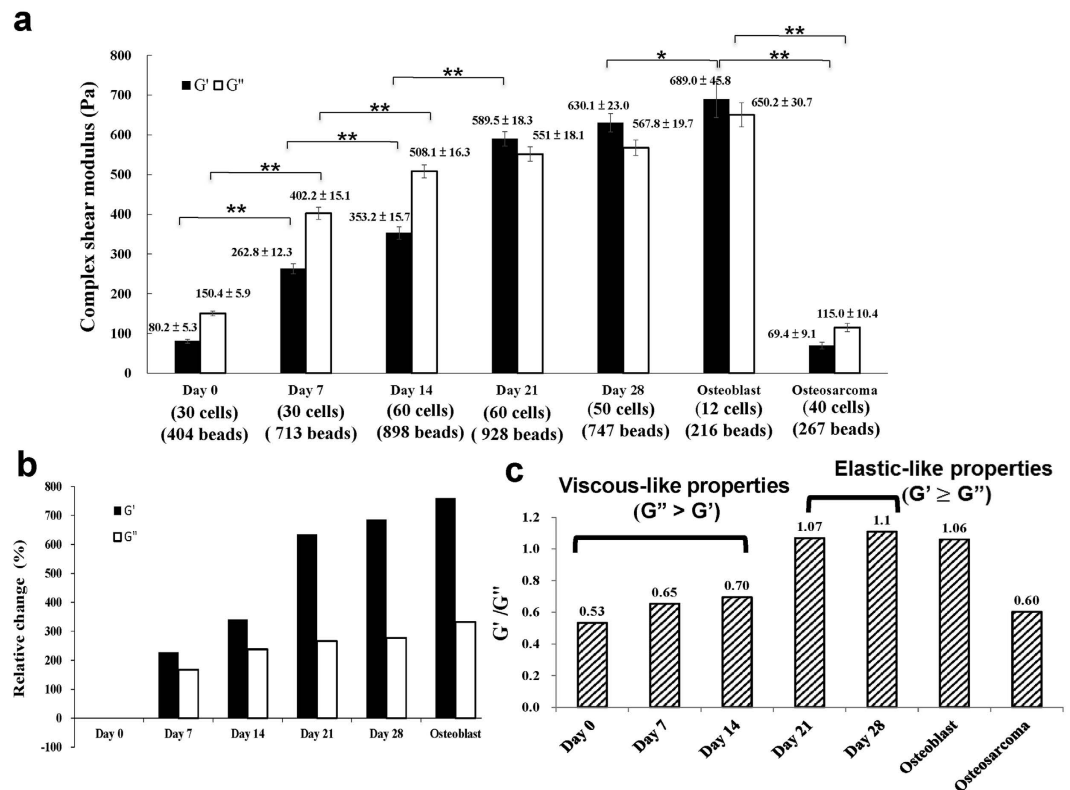 a
Complex shear modulus (Pa)
800
700
600
500
400
300
200
100
0
G' G"
80.2 ± 5.3
150.4 ± 5.9
262.8 ± 12.3
402.2 ± 15.1
353.2 ± 15.7
508.1 ± 16.3
589.5 ± 18.3
551 ± 18.1
630.1 ± 23.0
567.8 ± 19.7
689.0 ± 45.8
650.2 ± 30.7
69.4 ± 9.1
115.0 ± 10.4
**
**
**
**
**
*
**
**
Day 0 Day 7 Day 14 Day 21 Day 28 Osteoblast Osteosarcoma
(30 cells) (30 cells) (60 cells) (60 cells) (50 cells) (12 cells) (40 cells)
(404 beads) ( 713 beads) (898 beads) ( 928 beads) (747 beads) (216 beads) (267 beads)
b
Relative change (%)
800
700
600
500
400
300
200
100
0
-100
G'
G"
Day 0 Day 7 Day 14 Day 21 Day 28 Osteoblast
c
Viscous-like properties
(G" > G')
Elastic-like properties
(G' ≥ G")
G' /G"
1.2
1.0
0.8
0.6
0.4
0.2
0.0
0.53
0.65
0.70
1.07
1.1
1.06
0.60
Day 0
Day 7
Day 14
Day 21
Day 28
Osteoblast
Osteosarcoma